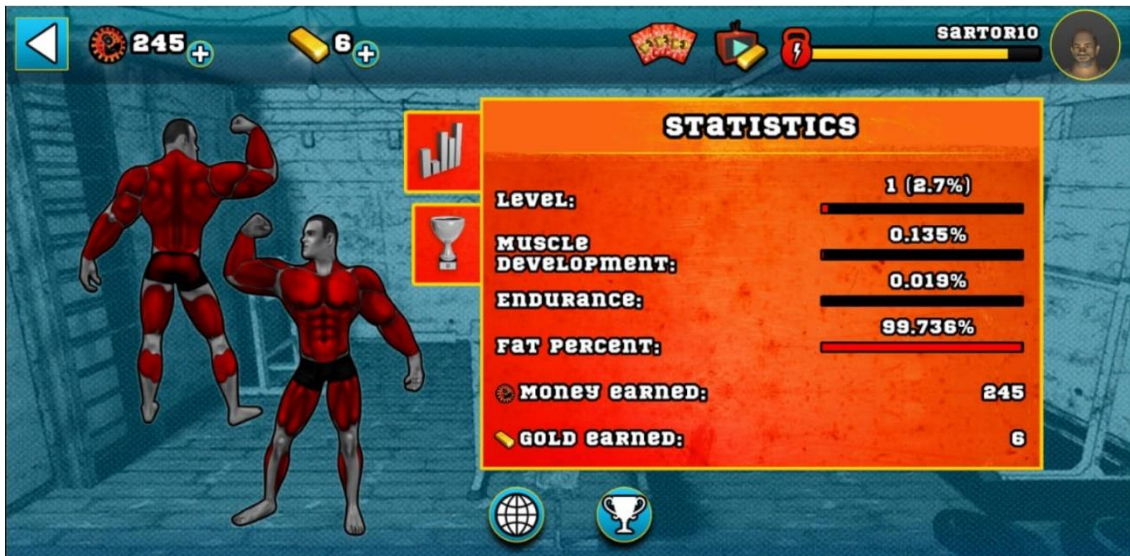 245
6
SARTOR10
STATISTICS
LEVEL:
1 (2.7%)
MUSCLE
DEVELOPMENT:
0.135%
ENDURANCE:
0.019%
FAT PERCENT:
99.736%
MONEY EARNED:
245
GOLD EARNED:
6